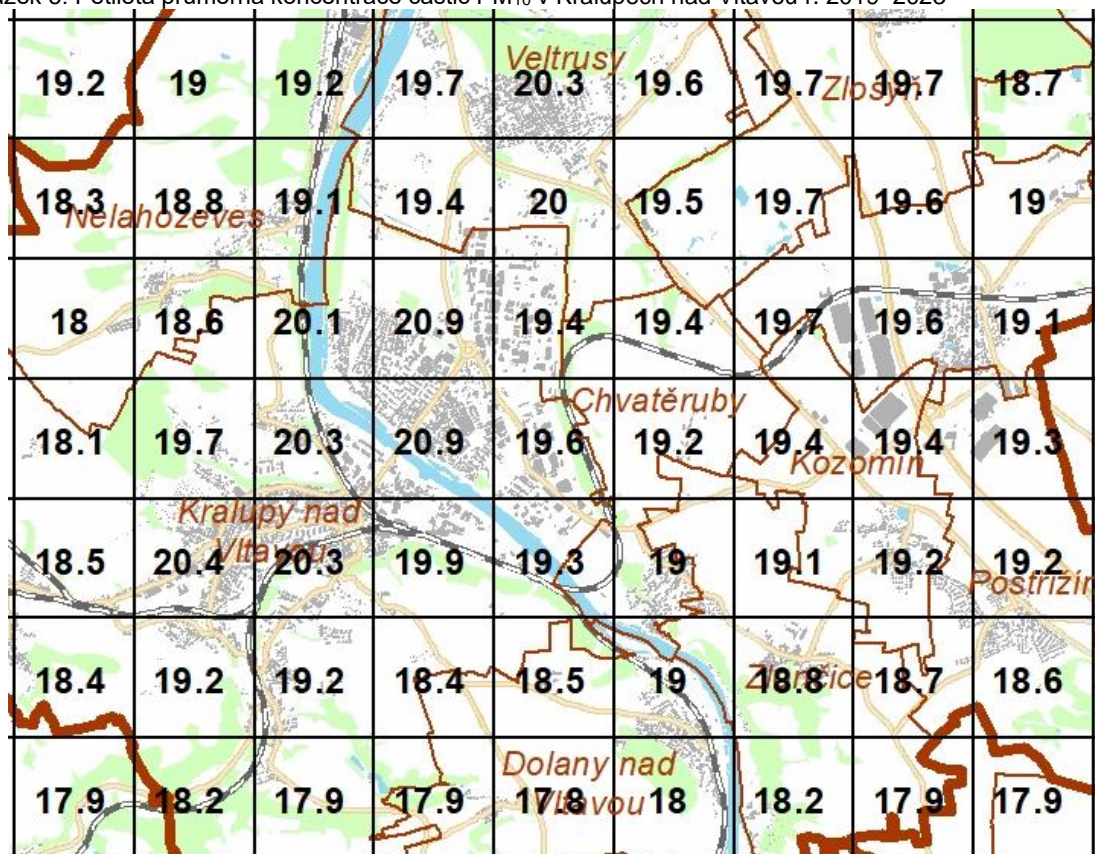 Veltrusy
19.2 19 19.2 19.7 20.3 19.6 19.7 Zlosyň 19.7 18.7
18.3 18.8 19.1 19.4 20 19.5 19.7 19.6 19
Nelahozeves
18 18.6 20.1 20.9 19.4 19.4 19.7 19.6 19.1
Chvatěruby
18.1 19.7 20.3 20.9 19.6 19.2 19.4 19.4 19.3
Kozomín
Kralupy nad
Vltavou
18.5 20.4 20.3 19.9 19.3 19 19.1 19.2 19.2
18.4 19.2 19.2 18.4 18.5 19 18.8 18.7 18.6
Dolany nad
Vltavou
17.9 18.2 17.9 17.9 17.8 18 18.2 17.9 17.9